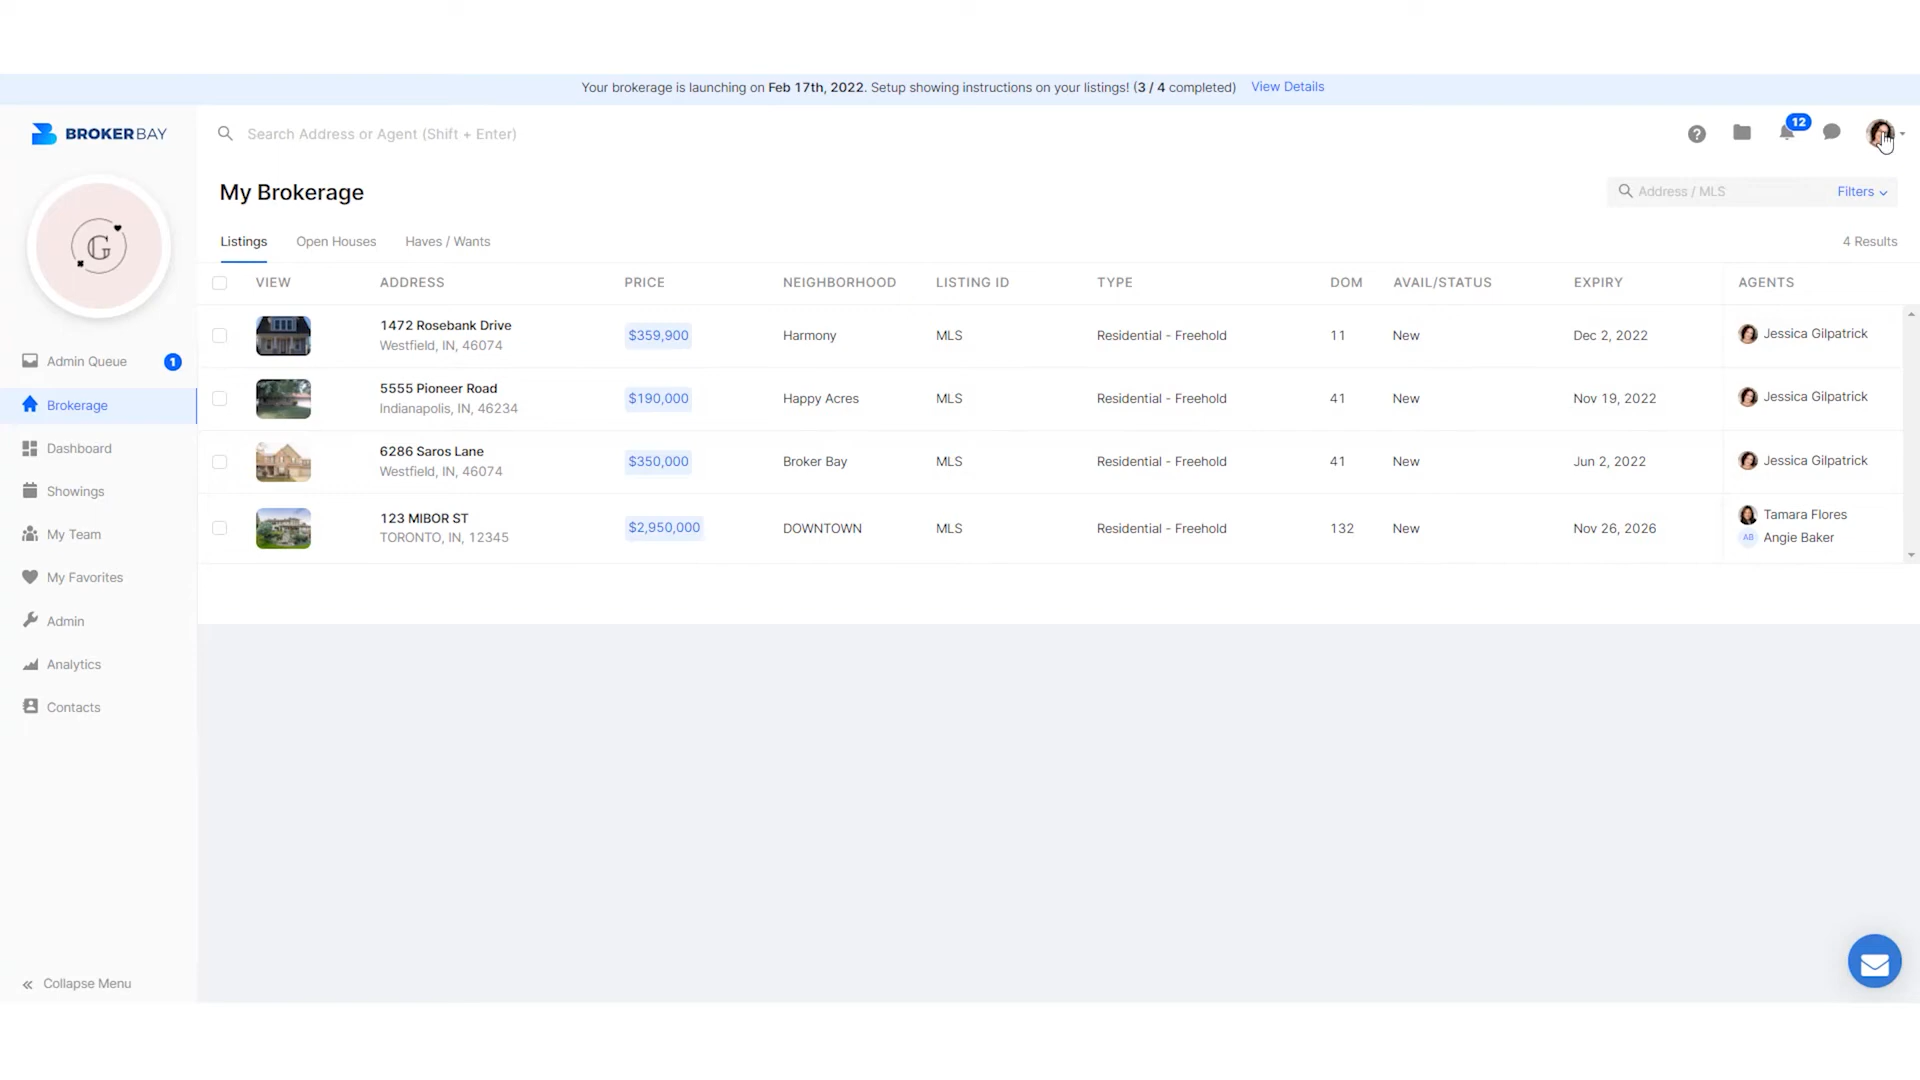 Your brokerage is launching on Feb 17th, 2022. Setup showing instructions on your listings! (3 / 4 completed) View Details
BROKERBAY
Search Address or Agent (Shift + Enter)
12
My Brokerage
Address / MLS
Filters
Listings
Open Houses
Haves / Wants
4 Results
G
VIEW ADDRESS PRICE NEIGHBORHOOD LISTING ID TYPE DOM AVAIL/STATUS EXPIRY AGENTS
1472 Rosebank Drive
Westfield, IN, 46074
$359,900 Harmony MLS Residential - Freehold 11 New Dec 2, 2022 Jessica Gilpatrick
5555 Pioneer Road
Indianapolis, IN, 46234
$190,000 Happy Acres MLS Residential - Freehold 41 New Nov 19, 2022 Jessica Gilpatrick
6286 Saros Lane
Westfield, IN, 46074
$350,000 Broker Bay MLS Residential - Freehold 41 New Jun 2, 2022 Jessica Gilpatrick
123 MIBOR ST
TORONTO, IN, 12345
$2,950,000 DOWNTOWN MLS Residential - Freehold 132 New Nov 26, 2026
Tamara Flores
AB Angie Baker
Admin Queue 1
Brokerage
Dashboard
Showings
My Team
My Favorites
Admin
Analytics
Contacts
Collapse Menu